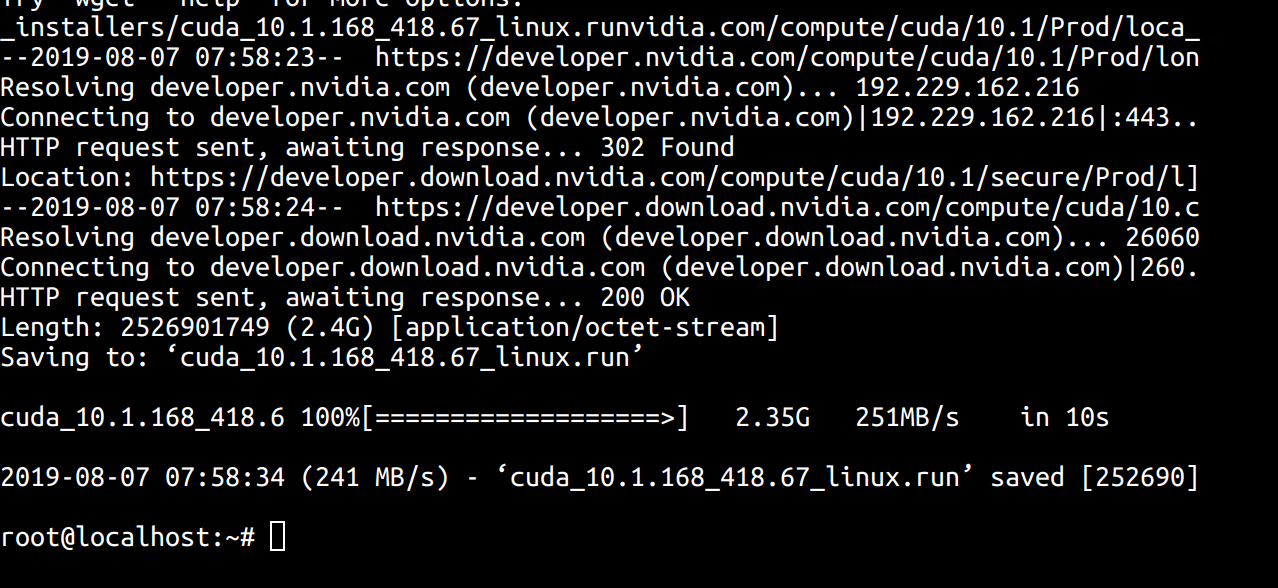 Try `wget --help' for more options.
_installers/cuda_10.1.168_418.67_linux.runvidia.com/compute/cuda/10.1/Prod/loca_
--2019-08-07 07:58:23--  https://developer.nvidia.com/compute/cuda/10.1/Prod/lon
Resolving developer.nvidia.com (developer.nvidia.com)... 192.229.162.216
Connecting to developer.nvidia.com (developer.nvidia.com)|192.229.162.216|:443..
HTTP request sent, awaiting response... 302 Found
Location: https://developer.download.nvidia.com/compute/cuda/10.1/secure/Prod/l]
--2019-08-07 07:58:24--  https://developer.download.nvidia.com/compute/cuda/10.c
Resolving developer.download.nvidia.com (developer.download.nvidia.com)... 26060
Connecting to developer.download.nvidia.com (developer.download.nvidia.com)|260.
HTTP request sent, awaiting response... 200 OK
Length: 2526901749 (2.4G) [application/octet-stream]
Saving to: ‘cuda_10.1.168_418.67_linux.run’
cuda_10.1.168_418.6 100%[===================>]   2.35G   251MB/s    in 10s
2019-08-07 07:58:34 (241 MB/s) - ‘cuda_10.1.168_418.67_linux.run’ saved [252690]
root@localhost:~#